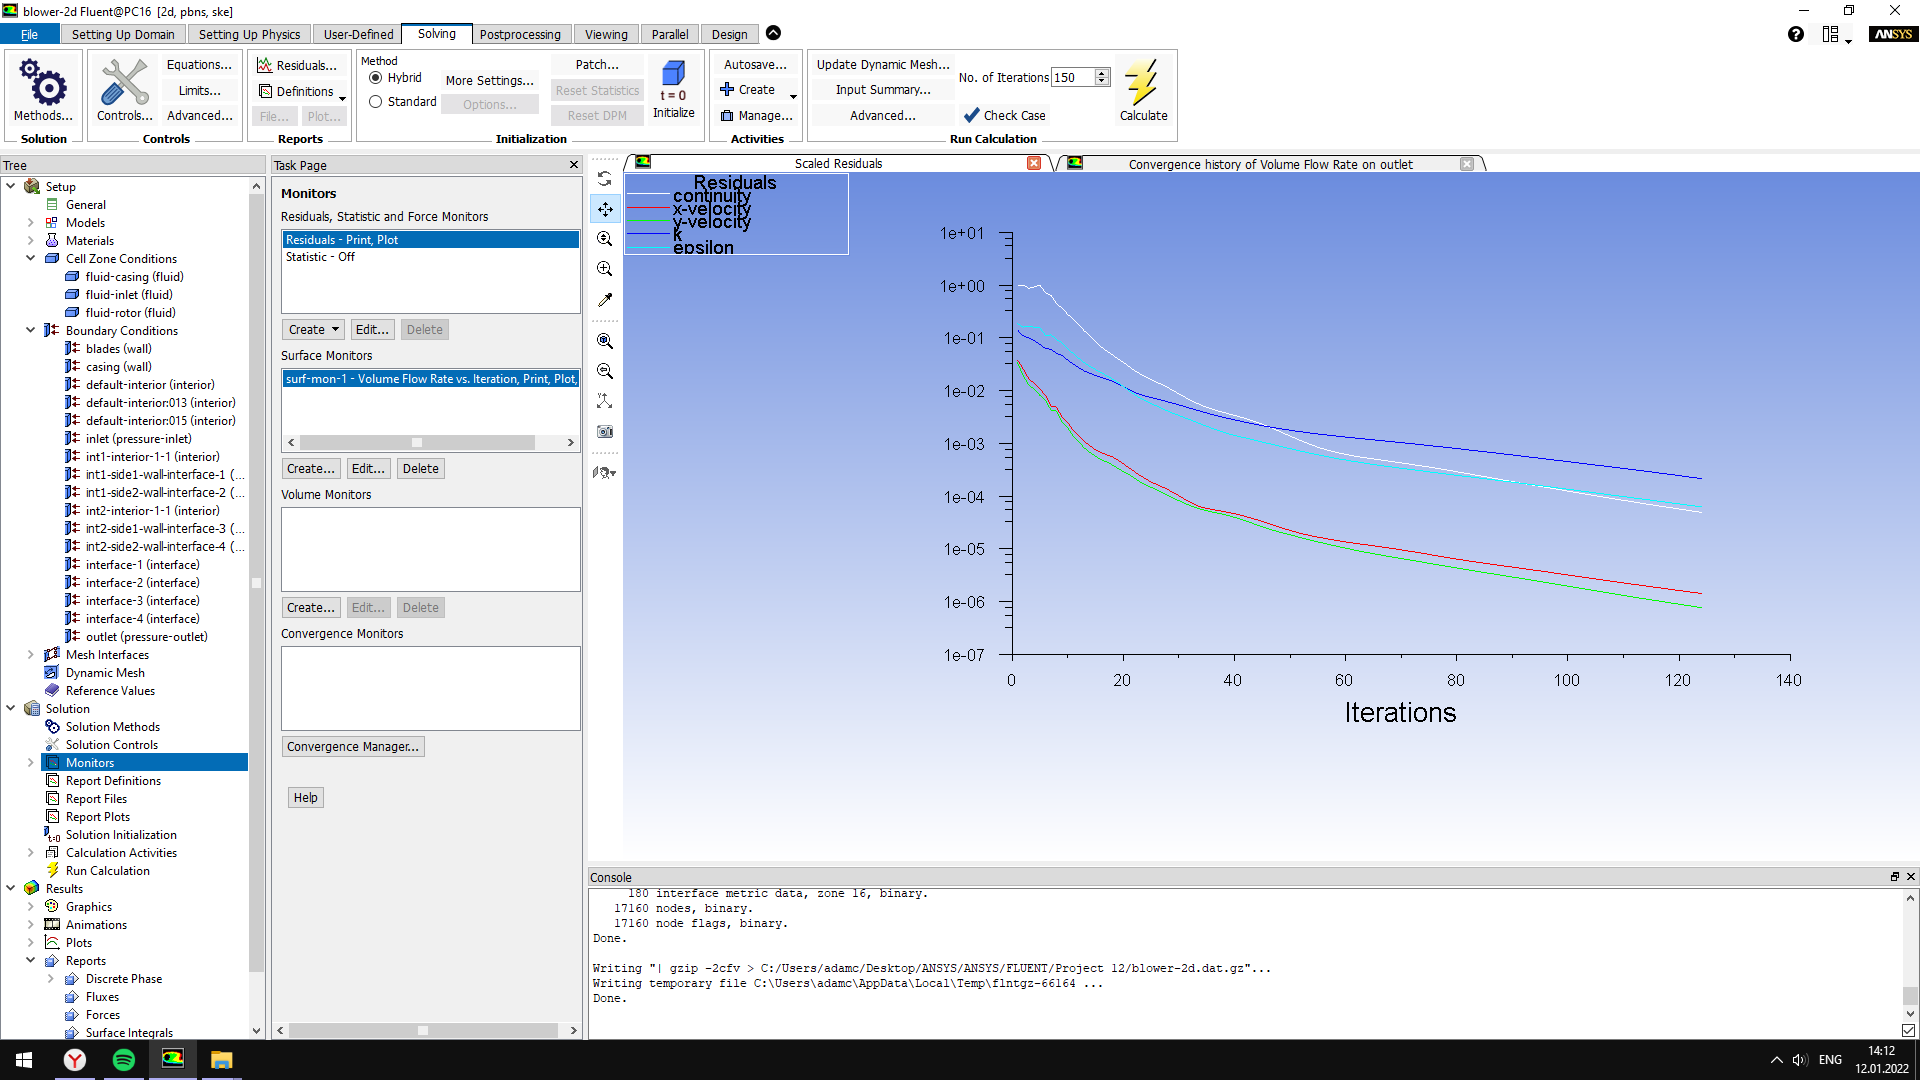 blower-2d Fluent@PC16 [2d, pbns, ske]
File
Setting Up Domain
Setting Up Physics
User-Defined
Solving
Postprocessing
Viewing
Parallel
Design
ANSYS
Methods...
Solution
Controls...
Equations...
Limits...
Advanced...
Controls
Residuals...
Definitions
File...
Plot...
Reports
Method
Hybrid
Standard
More Settings...
Options...
Patch...
Reset Statistics
Reset DPM
t = 0
Initialize
Initialization
Autosave...
Create
Manage...
Activities
Update Dynamic Mesh...
Input Summary...
Advanced...
No. of Iterations 150
Check Case
Calculate
Run Calculation
Tree
Setup
General
Models
Materials
Cell Zone Conditions
fluid-casing (fluid)
fluid-inlet (fluid)
fluid-rotor (fluid)
Boundary Conditions
blades (wall)
casing (wall)
default-interior (interior)
default-interior:013 (interior)
default-interior:015 (interior)
inlet (pressure-inlet)
int1-interior-1-1 (interior)
int1-side1-wall-interface-1 (...
int1-side2-wall-interface-2 (...
int2-interior-1-1 (interior)
int2-side1-wall-interface-3 (...
int2-side2-wall-interface-4 (...
interface-1 (interface)
interface-2 (interface)
interface-3 (interface)
interface-4 (interface)
outlet (pressure-outlet)
Mesh Interfaces
Dynamic Mesh
Reference Values
Solution
Solution Methods
Solution Controls
Monitors
Report Definitions
Report Files
Report Plots
Solution Initialization
Calculation Activities
Run Calculation
Results
Graphics
Animations
Plots
Reports
Discrete Phase
Fluxes
Forces
Surface Integrals
Task Page
Monitors
Residuals, Statistic and Force Monitors
Residuals - Print, Plot
Statistic - Off
Create
Edit...
Delete
Surface Monitors
surf-mon-1 - Volume Flow Rate vs. Iteration, Print, Plot,
Create...
Edit...
Delete
Volume Monitors
Create...
Edit...
Delete
Convergence Monitors
Convergence Manager...
Help
Scaled Residuals
Convergence history of Volume Flow Rate on outlet
Residuals
continuity
x-velocity
y-velocity
k
epsilon
1e+01
1e+00
1e-01
1e-02
1e-03
1e-04
1e-05
1e-06
1e-07
0
20
40
60
80
100
120
140
Iterations
Console
180 interface metric data, zone 16, binary.
17160 nodes, binary.
17160 node flags, binary.
Done.
Writing "| gzip -2cfv > C:/Users/adamc/Desktop/ANSYS/ANSYS/FLUENT/Project 12/blower-2d.dat.gz"...
Writing temporary file C:\Users\adamc\AppData\Local\Temp\flntgz-66164 ...
Done.
ENG
14:12
12.01.2022